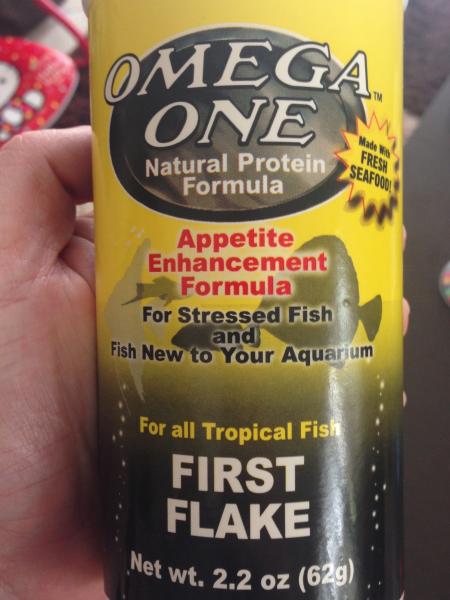 OMEGA
ONE
TM
Natural Protein
Formula
Made With
FRESH
SEAFOOD!
Appetite
Enhancement
Formula
For Stressed Fish
and
Fish New to Your Aquarium
For all Tropical Fish
FIRST
FLAKE
Net wt. 2.2 oz (62g)